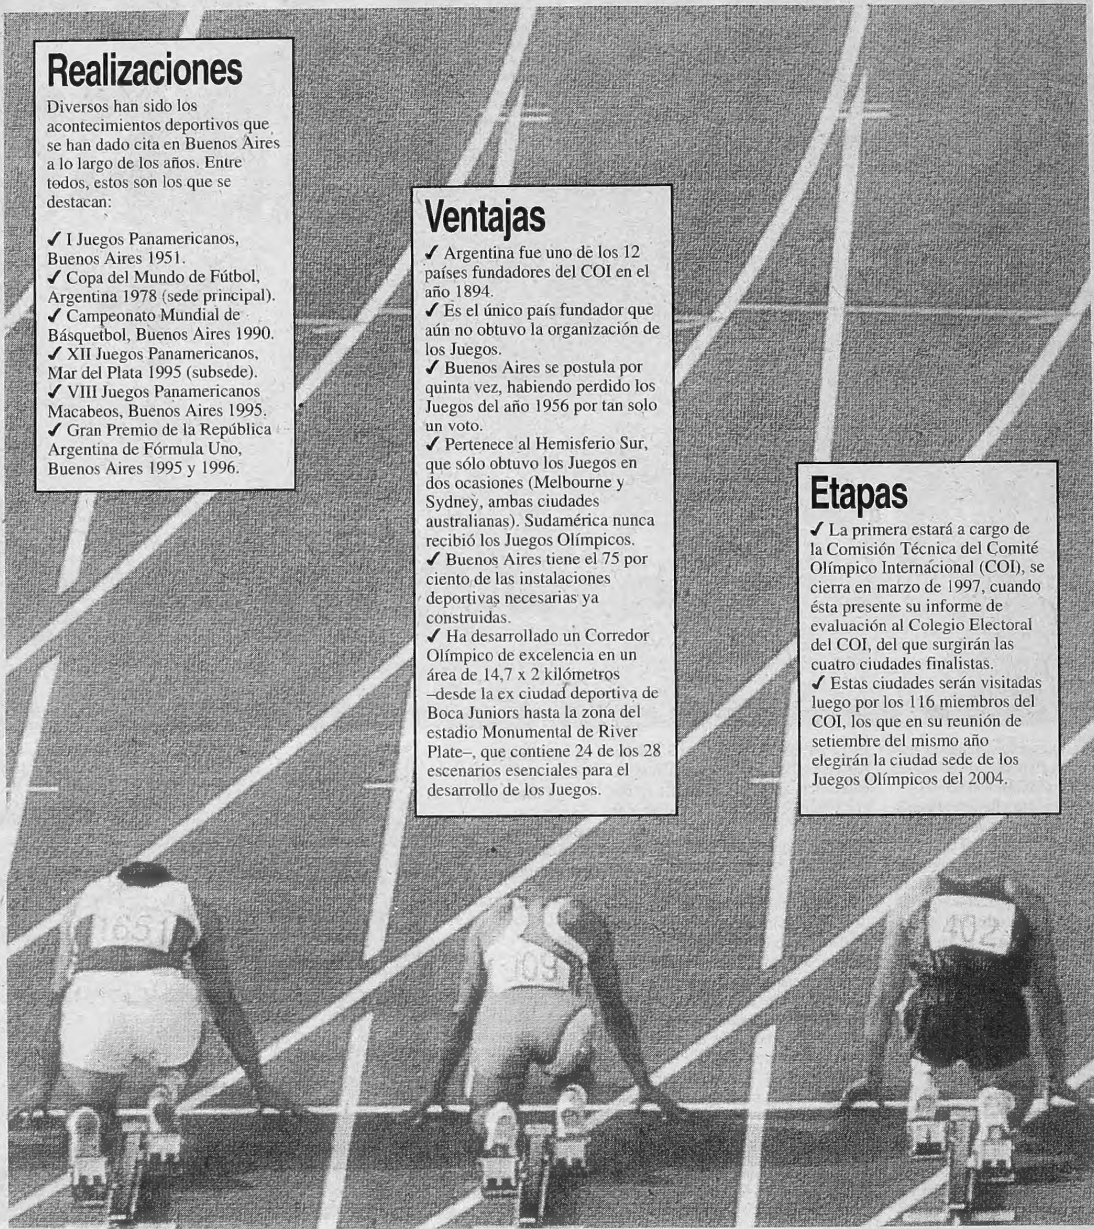 Realizaciones
Diversos han sido los
acontecimientos deportivos que
se han dado cita en Buenos Aires
a lo largo de los años. Entre
todos, estos son los que se
destacan:
✓ I Juegos Panamericanos,
Buenos Aires 1951.
✓ Copa del Mundo de Fútbol,
Argentina 1978 (sede principal).
✓ Campeonato Mundial de
Básquetbol, Buenos Aires 1990.
✓ XII Juegos Panamericanos,
Mar del Plata 1995 (subsede).
✓ VIII Juegos Panamericanos
Macabeos, Buenos Aires 1995.
✓ Gran Premio de la República
Argentina de Fórmula Uno,
Buenos Aires 1995 y 1996.
Ventajas
✓ Argentina fue uno de los 12
países fundadores del COI en el
año 1894.
✓ Es el único país fundador que
aún no obtuvo la organización de
los Juegos.
✓ Buenos Aires se postula por
quinta vez, habiendo perdido los
Juegos del año 1956 por tan solo
un voto.
✓ Pertenece al Hemisferio Sur,
que sólo obtuvo los Juegos en
dos ocasiones (Melbourne y
Sydney, ambas ciudades
australianas). Sudamérica nunca
recibió los Juegos Olímpicos.
✓ Buenos Aires tiene el 75 por
ciento de las instalaciones
deportivas necesarias ya
construidas.
✓ Ha desarrollado un Corredor
Olímpico de excelencia en un
área de 14,7 x 2 kilómetros
–desde la ex ciudad deportiva de
Boca Juniors hasta la zona del
estadio Monumental de River
Plate–, que contiene 24 de los 28
escenarios esenciales para el
desarrollo de los Juegos.
Etapas
✓ La primera estará a cargo de
la Comisión Técnica del Comité
Olímpico Internacional (COI), se
cierra en marzo de 1997, cuando
ésta presente su informe de
evaluación al Colegio Electoral
del COI, del que surgirán las
cuatro ciudades finalistas.
✓ Estas ciudades serán visitadas
luego por los 116 miembros del
COI, los que en su reunión de
setiembre del mismo año
elegirán la ciudad sede de los
Juegos Olímpicos del 2004.
1651
109
402